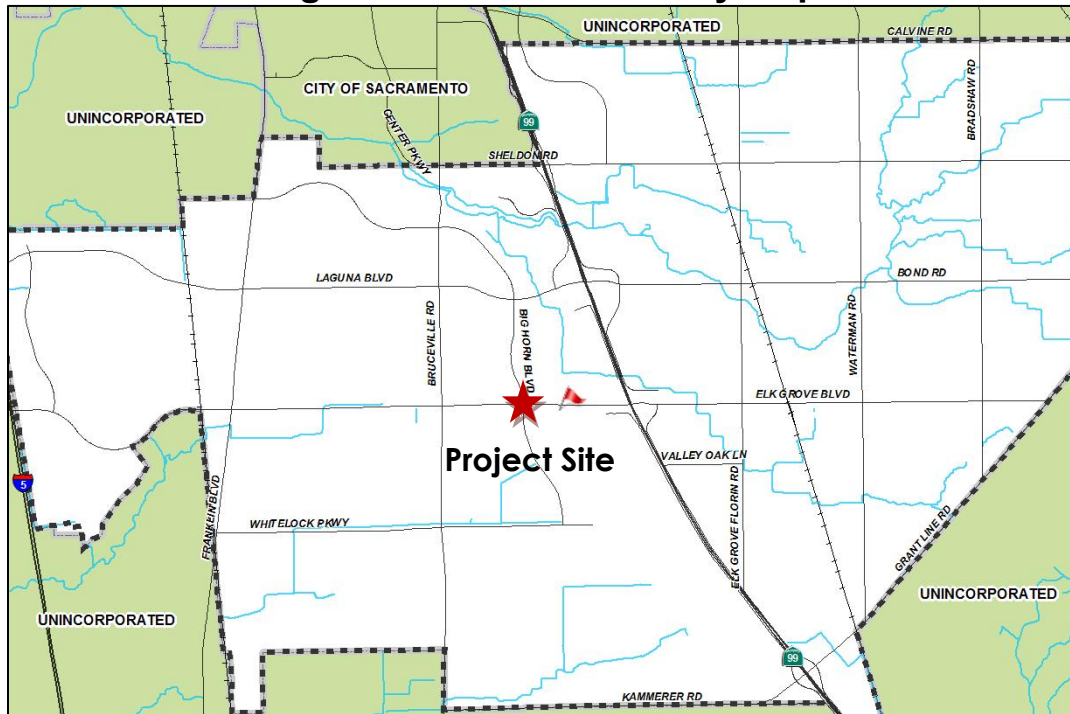 UNINCORPORATED
CALVINE RD
CITY OF SACRAMENTO
BRADSHAW RD
UNINCORPORATED
99
CENTER PKWY
SHELDON RD
LAGUNA BLVD
BOND RD
BRUCEVILLE RD
BIG HORN BLVD
WATERMAN RD
ELK GROVE BLVD
Project Site
VALLEY OAK LN
5
FRANKLIN BLVD
ELK GROVE FLORIN RD
WHITELOCK PKWY
GRANT LINE RD
UNINCORPORATED
UNINCORPORATED
99
KAMMERER RD